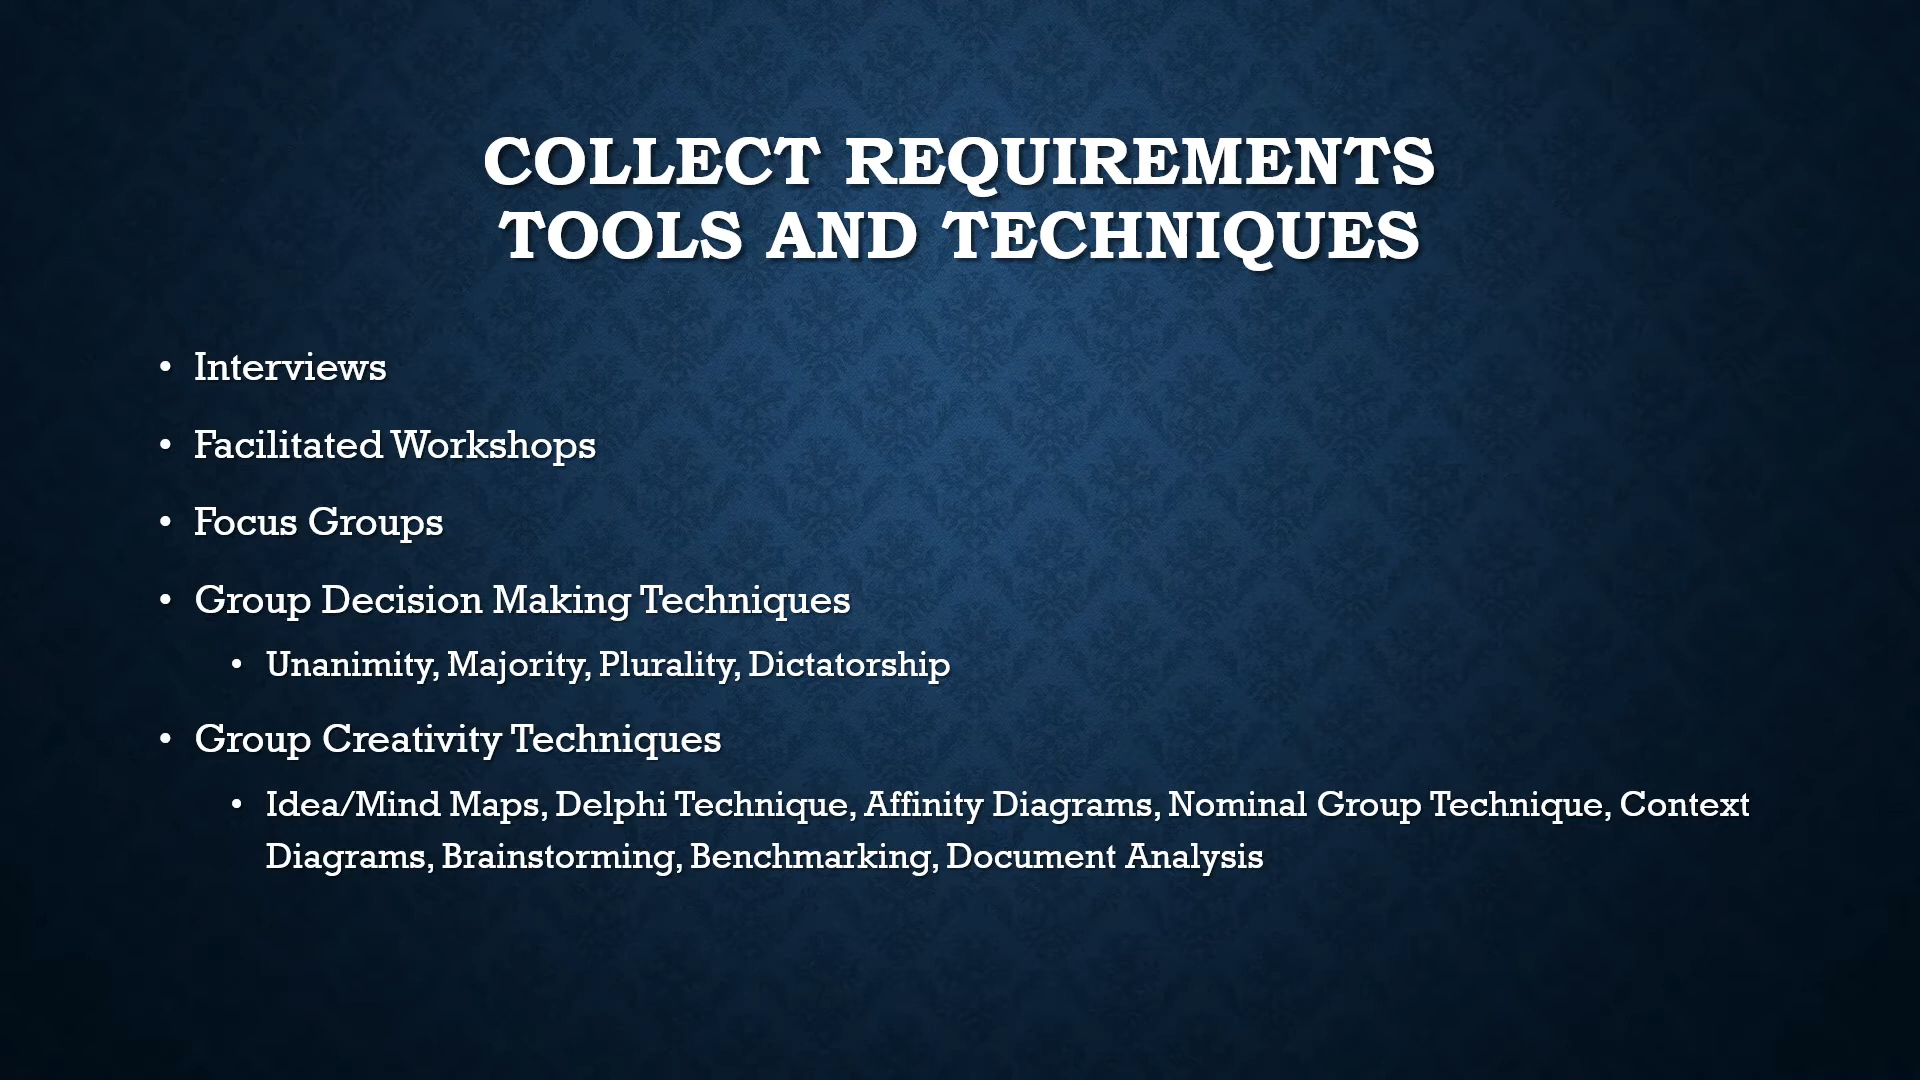 COLLECT REQUIREMENTS
TOOLS AND TECHNIQUES
• Interviews
• Facilitated Workshops
• Focus Groups
• Group Decision Making Techniques
• Unanimity, Majority, Plurality, Dictatorship
• Group Creativity Techniques
• Idea/Mind Maps, Delphi Technique, Affinity Diagrams, Nominal Group Technique, Context
Diagrams, Brainstorming, Benchmarking, Document Analysis